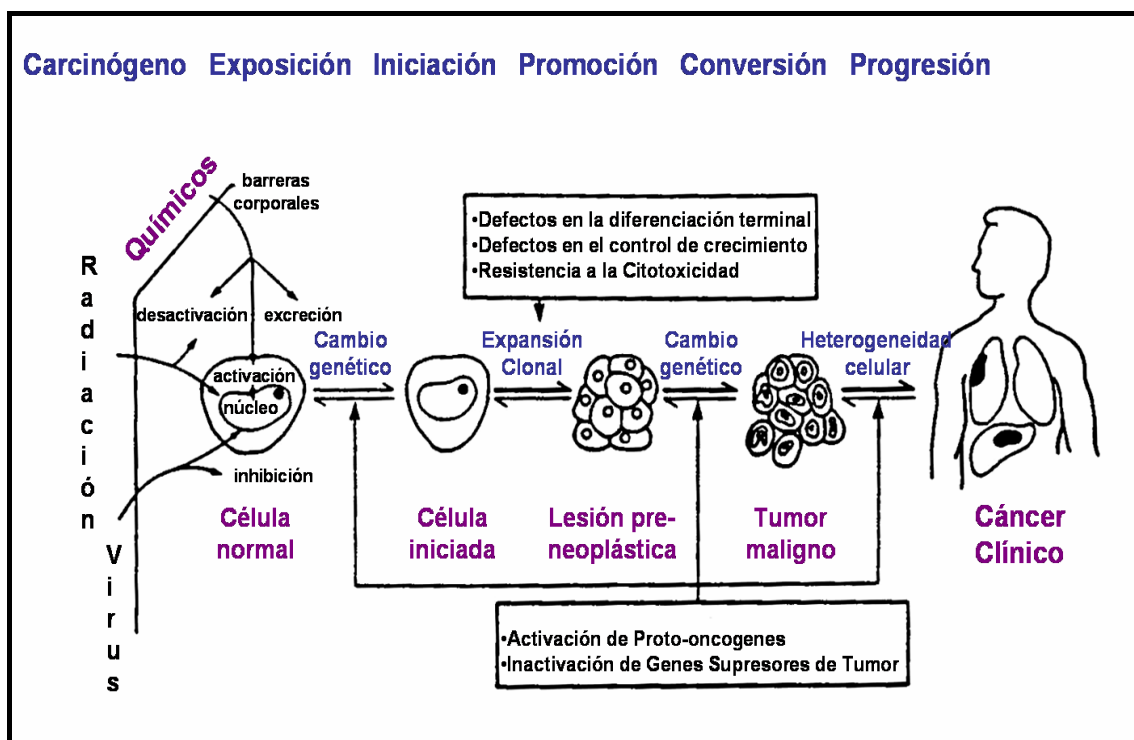 Carcinógeno Exposición Iniciación Promoción Conversión Progresión
Químicos
barreras
corporales
Radiación
desactivación
excreción
activación
núcleo
inhibición
Virus
•Defectos en la diferenciación terminal
•Defectos en el control de crecimiento
•Resistencia a la Citotoxicidad
Cambio
genético
Expansión
Clonal
Cambio
genético
Heterogeneidad
celular
Célula
normal
Célula
iniciada
Lesión pre-
neoplástica
Tumor
maligno
Cáncer
Clínico
•Activación de Proto-oncogenes
•Inactivación de Genes Supresores de Tumor